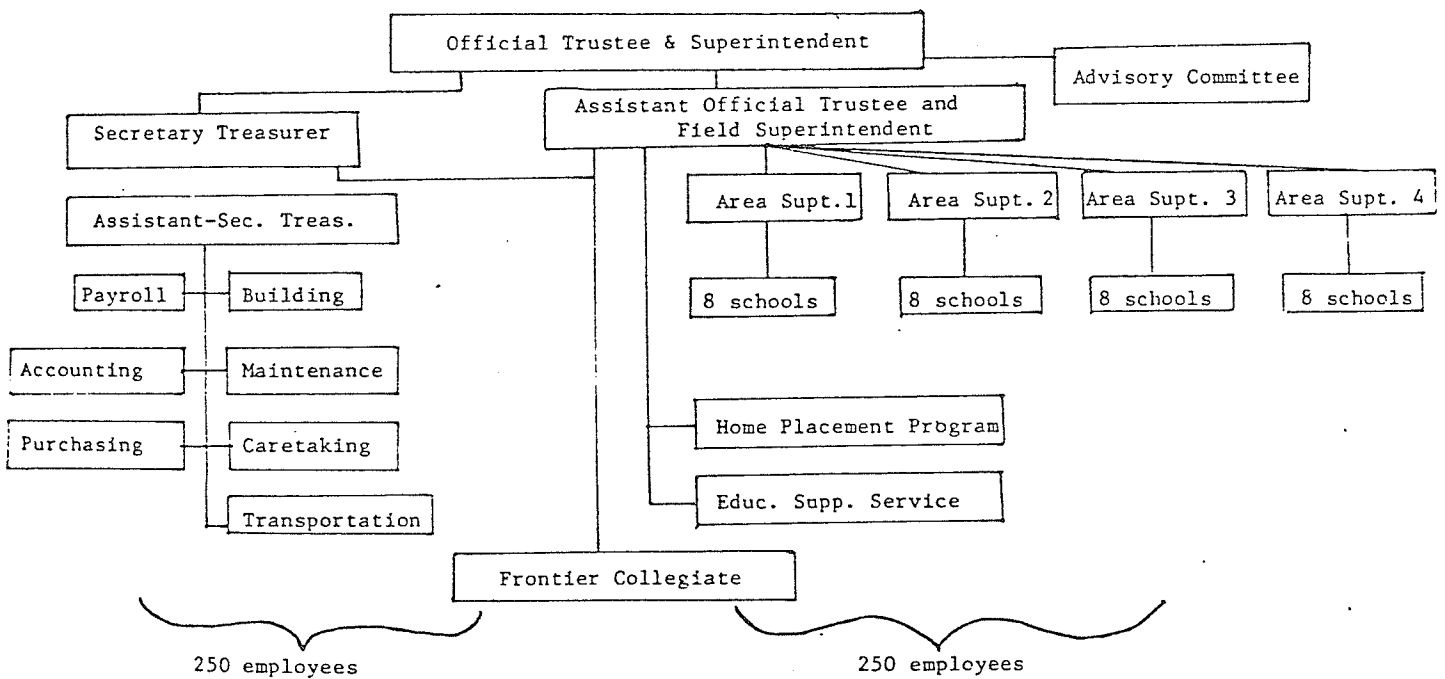 Official Trustee & Superintendent
Advisory Committee
Assistant Official Trustee and
Field Superintendent
Secretary Treasurer
Area Supt.1
Area Supt. 2
Area Supt. 3
Area Supt. 4
Assistant-Sec. Treas.
Payroll
Building
8 schools
8 schools
8 schools
8 schools
Accounting
Maintenance
Home Placement Program
Purchasing
Caretaking
Educ. Supp. Service
Transportation
Frontier Collegiate
250 employees
250 employees